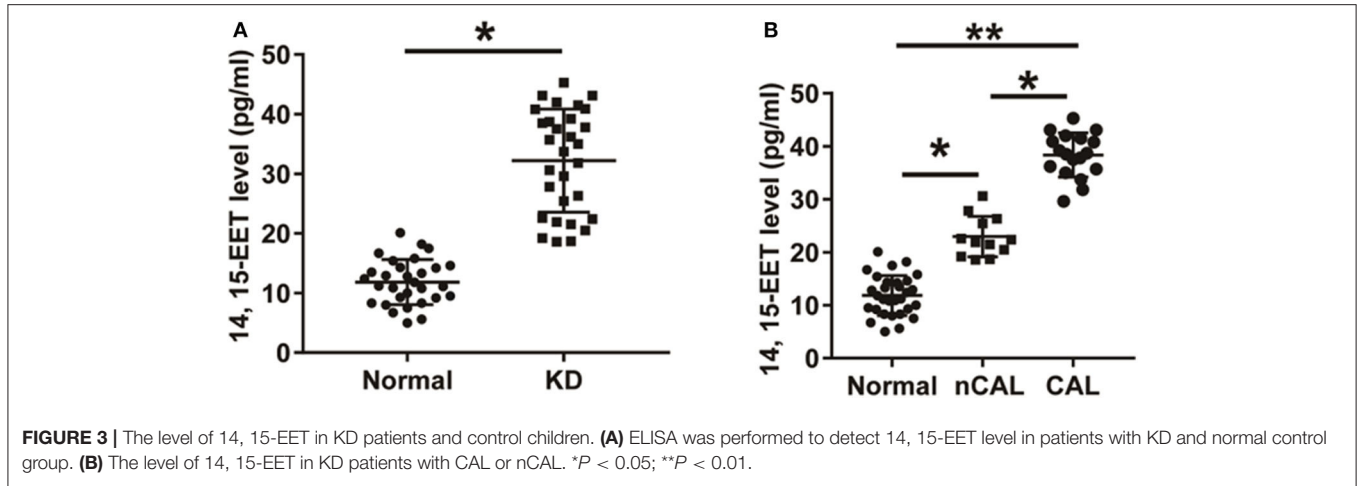 A
*
14, 15-EET level (pg/ml)
50
40
30
20
10
0
Normal KD
B
**
*
*
14, 15-EET level (pg/ml)
50
40
30
20
10
0
Normal nCAL CAL
FIGURE 3 | The level of 14, 15-EET in KD patients and control children. (A) ELISA was performed to detect 14, 15-EET level in patients with KD and normal control
group. (B) The level of 14, 15-EET in KD patients with CAL or nCAL. *P < 0.05; **P < 0.01.